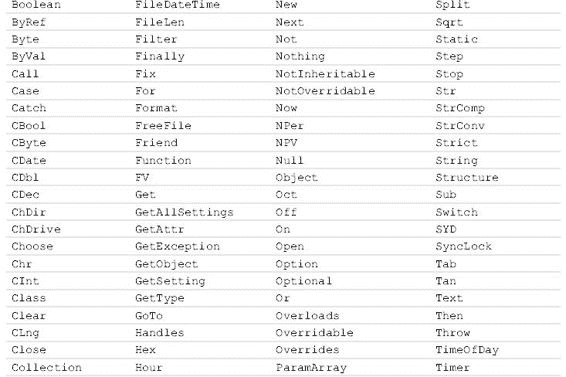 Boolean FileDateTime New Split
ByRef FileLen Next Sqrt
Byte Filter Not Static
ByVal Finally Nothing Step
Call Fix NotInheritable Stop
Case For NotOverridable Str
Catch Format Now StrComp
CBool FreeFile NPer StrConv
CByte Friend NPV Strict
CDate Function Null String
CDbl FV Object Structure
CDec Get Oct Sub
ChDir GetAllSettings Off Switch
ChDrive GetAttr On SYD
Choose GetException Open SyncLock
Chr GetObject Option Tab
CInt GetSetting Optional Tan
Class GetType Or Text
Clear GoTo Overloads Then
CLng Handles Overridable Throw
Close Hex Overrides TimeOfDay
Collection Hour ParamArray Timer